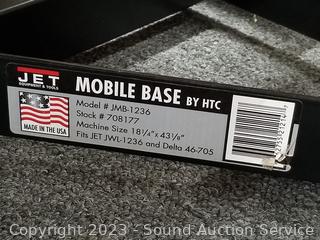 JET
EQUIPMENT & TOOLS
MOBILE BASE BY HTC
Model # JMB-1236
Stock # 708177
Machine Size 18¼" x 43⅛"
Fits JET JWL-1236 and Delta 46-705
MADE IN THE USA
Copyright 2023 - Sound Auction Service